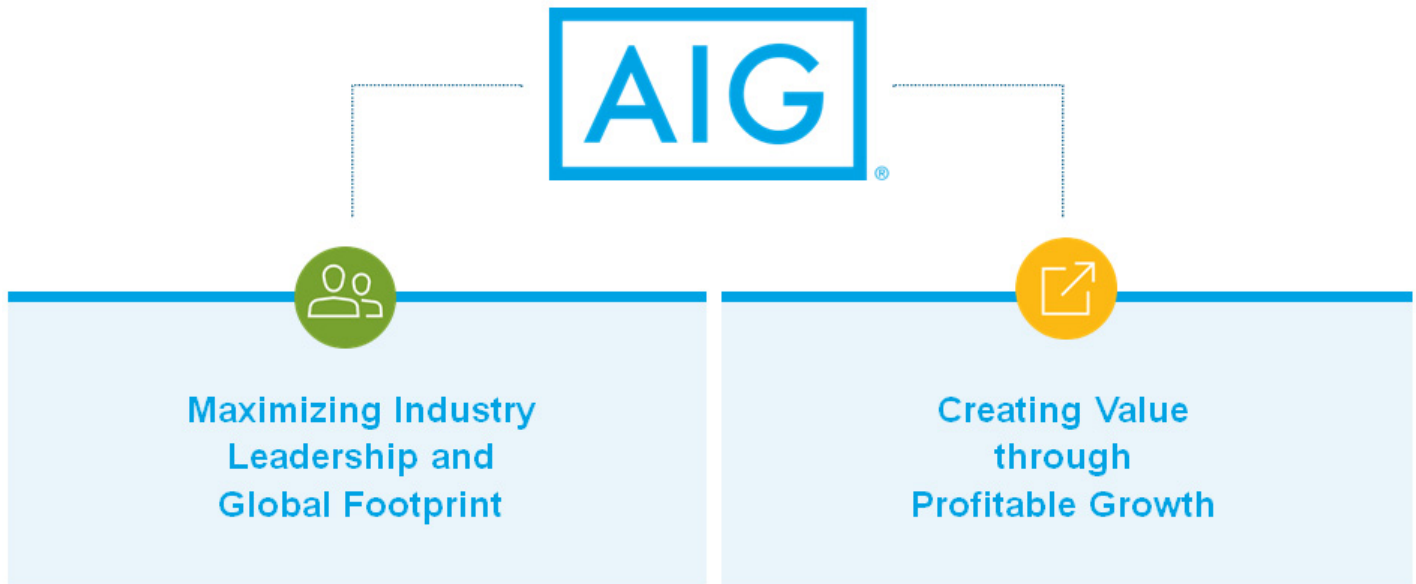 AIG
®
Maximizing Industry
Leadership and
Global Footprint
Creating Value
through
Profitable Growth